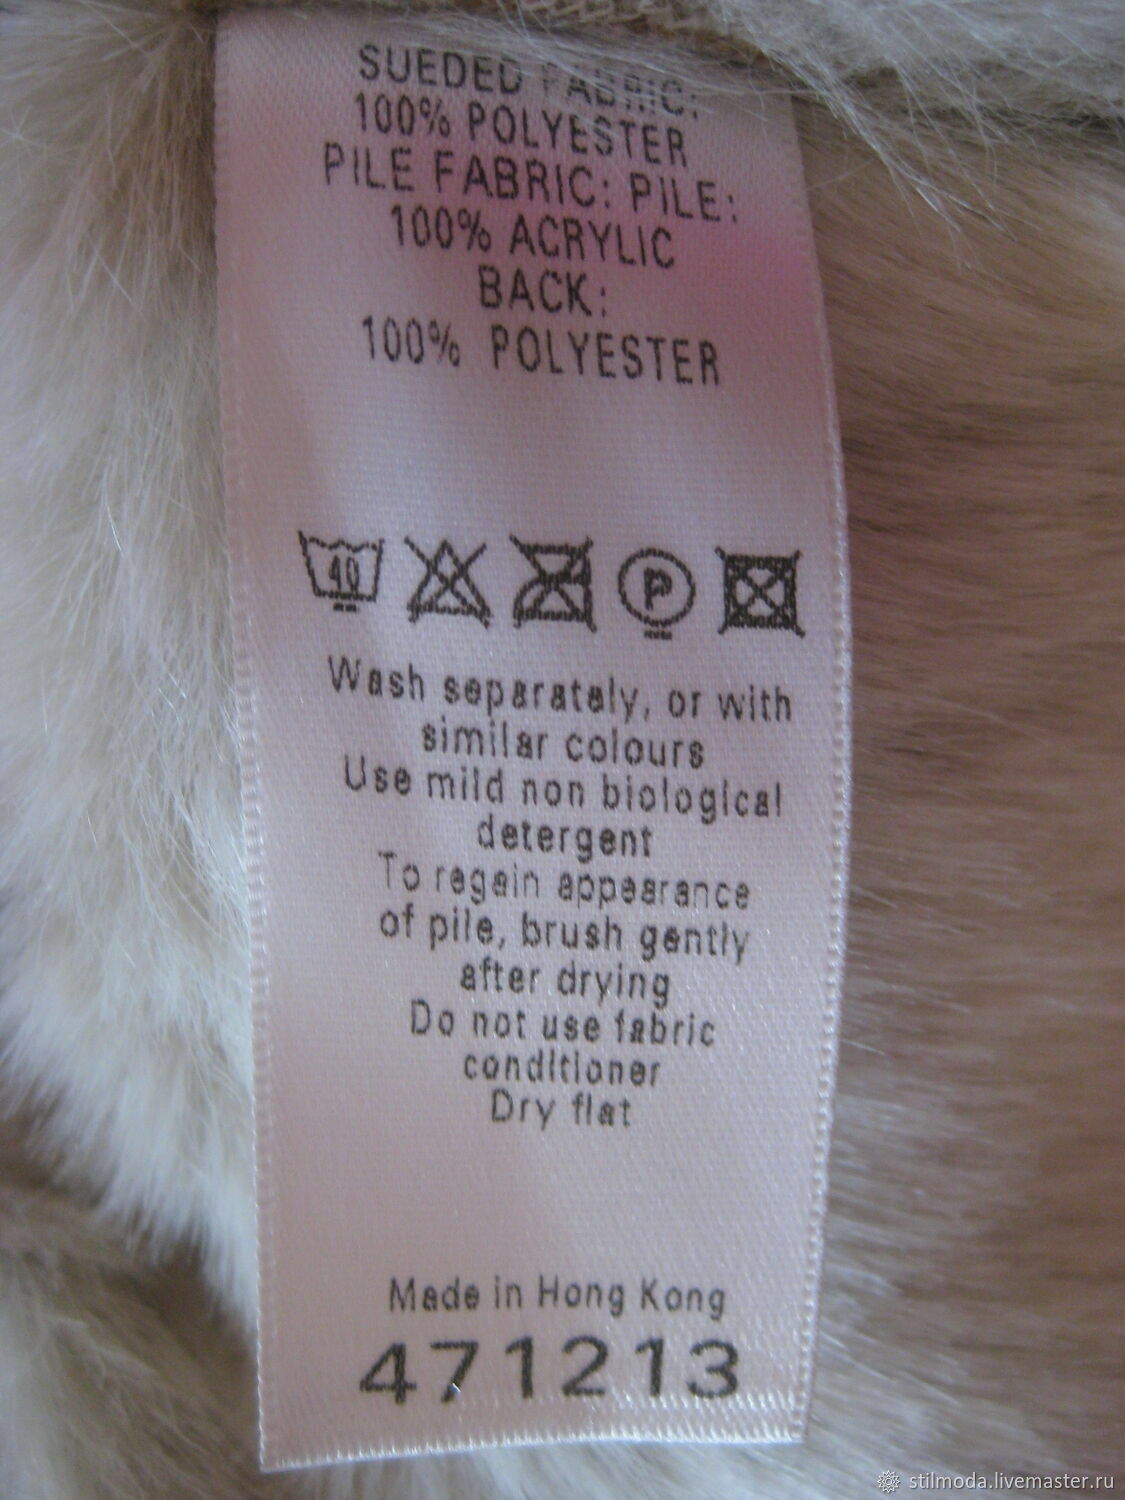 SUEDED FABRIC:
100% POLYESTER
PILE FABRIC: PILE:
100% ACRYLIC
BACK:
100% POLYESTER
40
P
Wash separately, or with
similar colours
Use mild non biological
detergent
To regain appearance
of pile, brush gently
after drying
Do not use fabric
conditioner
Dry flat
Made in Hong Kong
471213
stilmoda.livemaster.ru